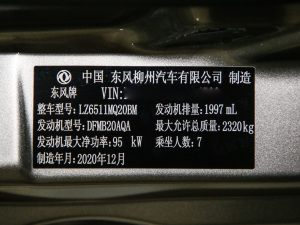 中国 东风柳州汽车有限公司 制造
东风牌 VIN:
整车型号:LZ6511MQ20BM 发动机排量:1997 mL
发动机型号:DFMB20AQA 最大允许总质量:2320kg
发动机最大净功率:95 kW 乘坐人数:7
制造年月:2020年12月